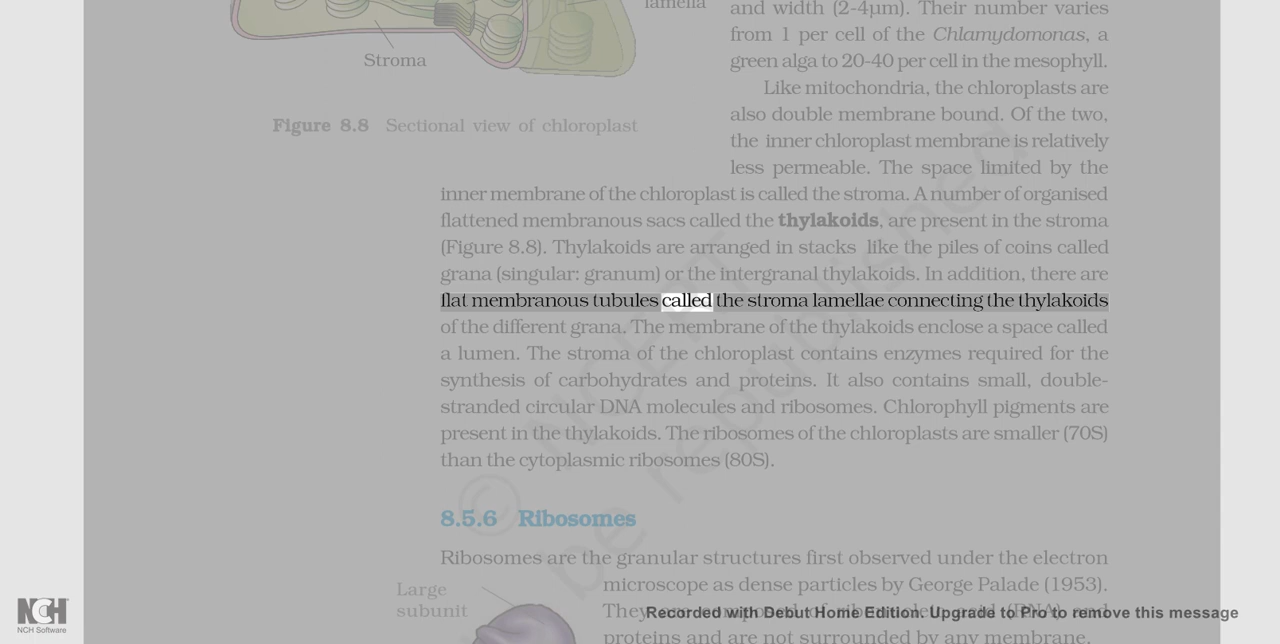 lamella
Stroma
Figure 8.8 Sectional view of chloroplast
and width (2-4µm). Their number varies
from 1 per cell of the Chlamydomonas, a
green alga to 20-40 per cell in the mesophyll.
Like mitochondria, the chloroplasts are
also double membrane bound. Of the two,
the inner chloroplast membrane is relatively
less permeable. The space limited by the
inner membrane of the chloroplast is called the stroma. A number of organised
flattened membranous sacs called the thylakoids, are present in the stroma
(Figure 8.8). Thylakoids are arranged in stacks like the piles of coins called
grana (singular: granum) or the intergranal thylakoids. In addition, there are
flat membranous tubules called the stroma lamellae connecting the thylakoids
of the different grana. The membrane of the thylakoids enclose a space called
a lumen. The stroma of the chloroplast contains enzymes required for the
synthesis of carbohydrates and proteins. It also contains small, double-
stranded circular DNA molecules and ribosomes. Chlorophyll pigments are
present in the thylakoids. The ribosomes of the chloroplasts are smaller (70S)
than the cytoplasmic ribosomes (80S).
8.5.6 Ribosomes
Ribosomes are the granular structures first observed under the electron
microscope as dense particles by George Palade (1953).
They are composed of ribonucleic acid (RNA) and
proteins and are not surrounded by any membrane.
Large
subunit
© NCERT
be republished
NCH
NCH Software
Recorded with Debut Home Edition. Upgrade to Pro to remove this message